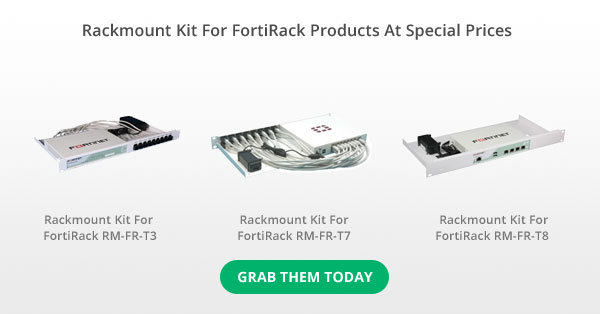 Rackmount Kit For FortiRack Products At Special Prices
FORTINET
FORTINET
Rackmount Kit For
FortiRack RM-FR-T3
Rackmount Kit For
FortiRack RM-FR-T7
Rackmount Kit For
FortiRack RM-FR-T8
GRAB THEM TODAY